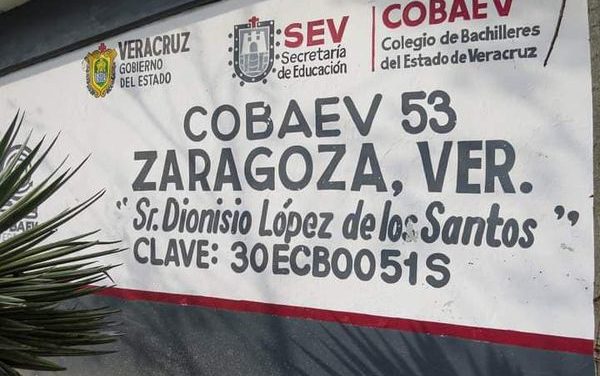 VERACRUZ
GOBIERNO
DEL ESTADO
SEV
Secretaría
de Educación
COBAEV
Colegio de Bachilleres
del Estado de Veracruz
COBAEV 53
ZARAGOZA, VER.
"Sr. Dionisio López de los Santos"
CLAVE: 30ECB0051S